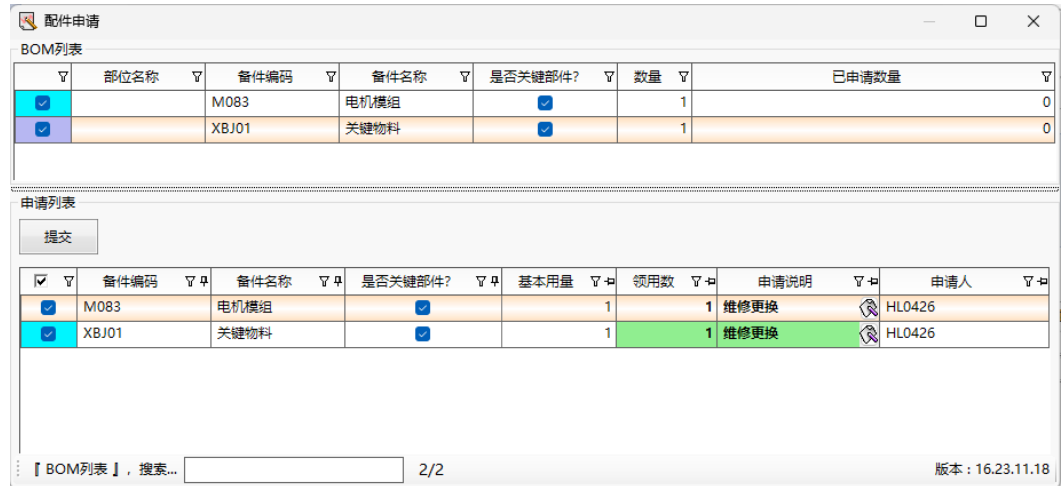 配件申请
BOM列表
部位名称 备件编码 备件名称 是否关键部件? 数量 已申请数量
M083 电机模组 1 0
XBJ01 关键物料 1 0
申请列表
提交
备件编码 备件名称 是否关键部件? 基本用量 领用数 申请说明 申请人
M083 电机模组 1 1 维修更换 HL0426
XBJ01 关键物料 1 1 维修更换 HL0426
『 BOM列表 』, 搜索... 2/2 版本 : 16.23.11.18